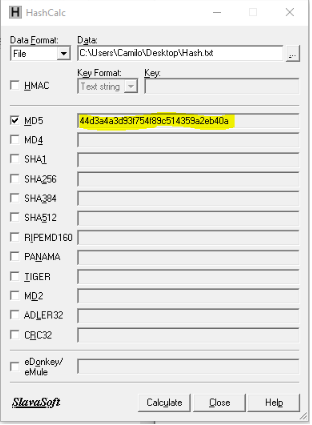 HashCalc
Data Format: Data:
File C:\Users\Camilo\Desktop\Hash.txt ...
Key Format: Key:
HMAC Text string
MD5 44d3a4a3d93f754f89c514359a2eb40a
MD4
SHA1
SHA256
SHA384
SHA512
RIPEMD160
PANAMA
TIGER
MD2
ADLER32
CRC32
eDonkey/
eMule
SlavaSoft Calculate Close Help